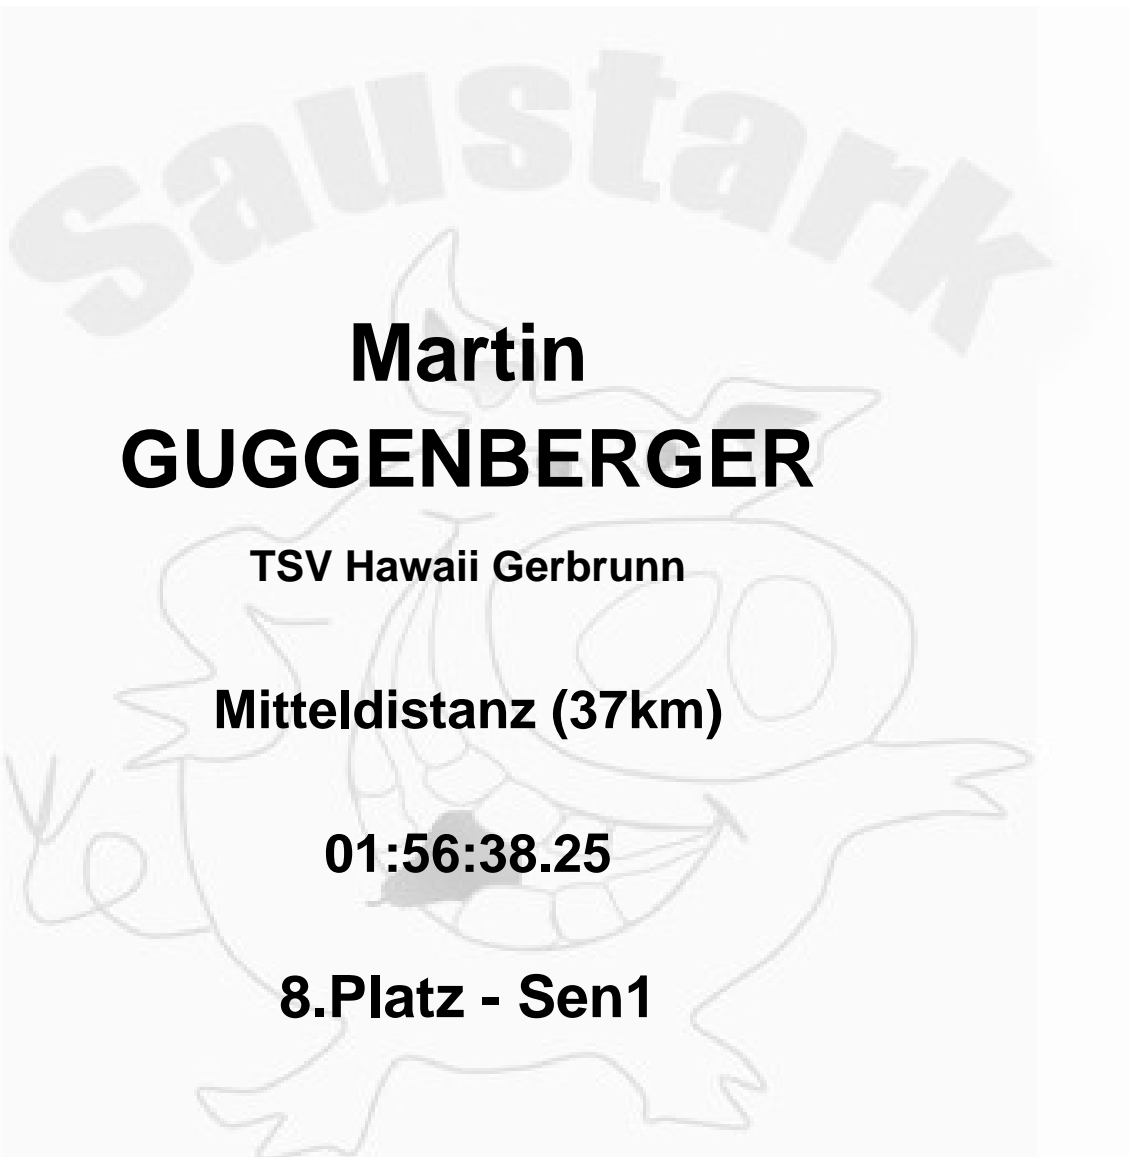 Saustark
Martin
GUGGENBERGER
TSV Hawaii Gerbrunn
Mitteldistanz (37km)
01:56:38.25
8.Platz - Sen1